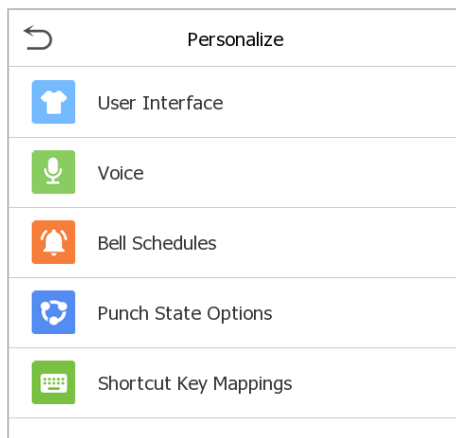 Personalize
User Interface
Voice
Bell Schedules
Punch State Options
Shortcut Key Mappings